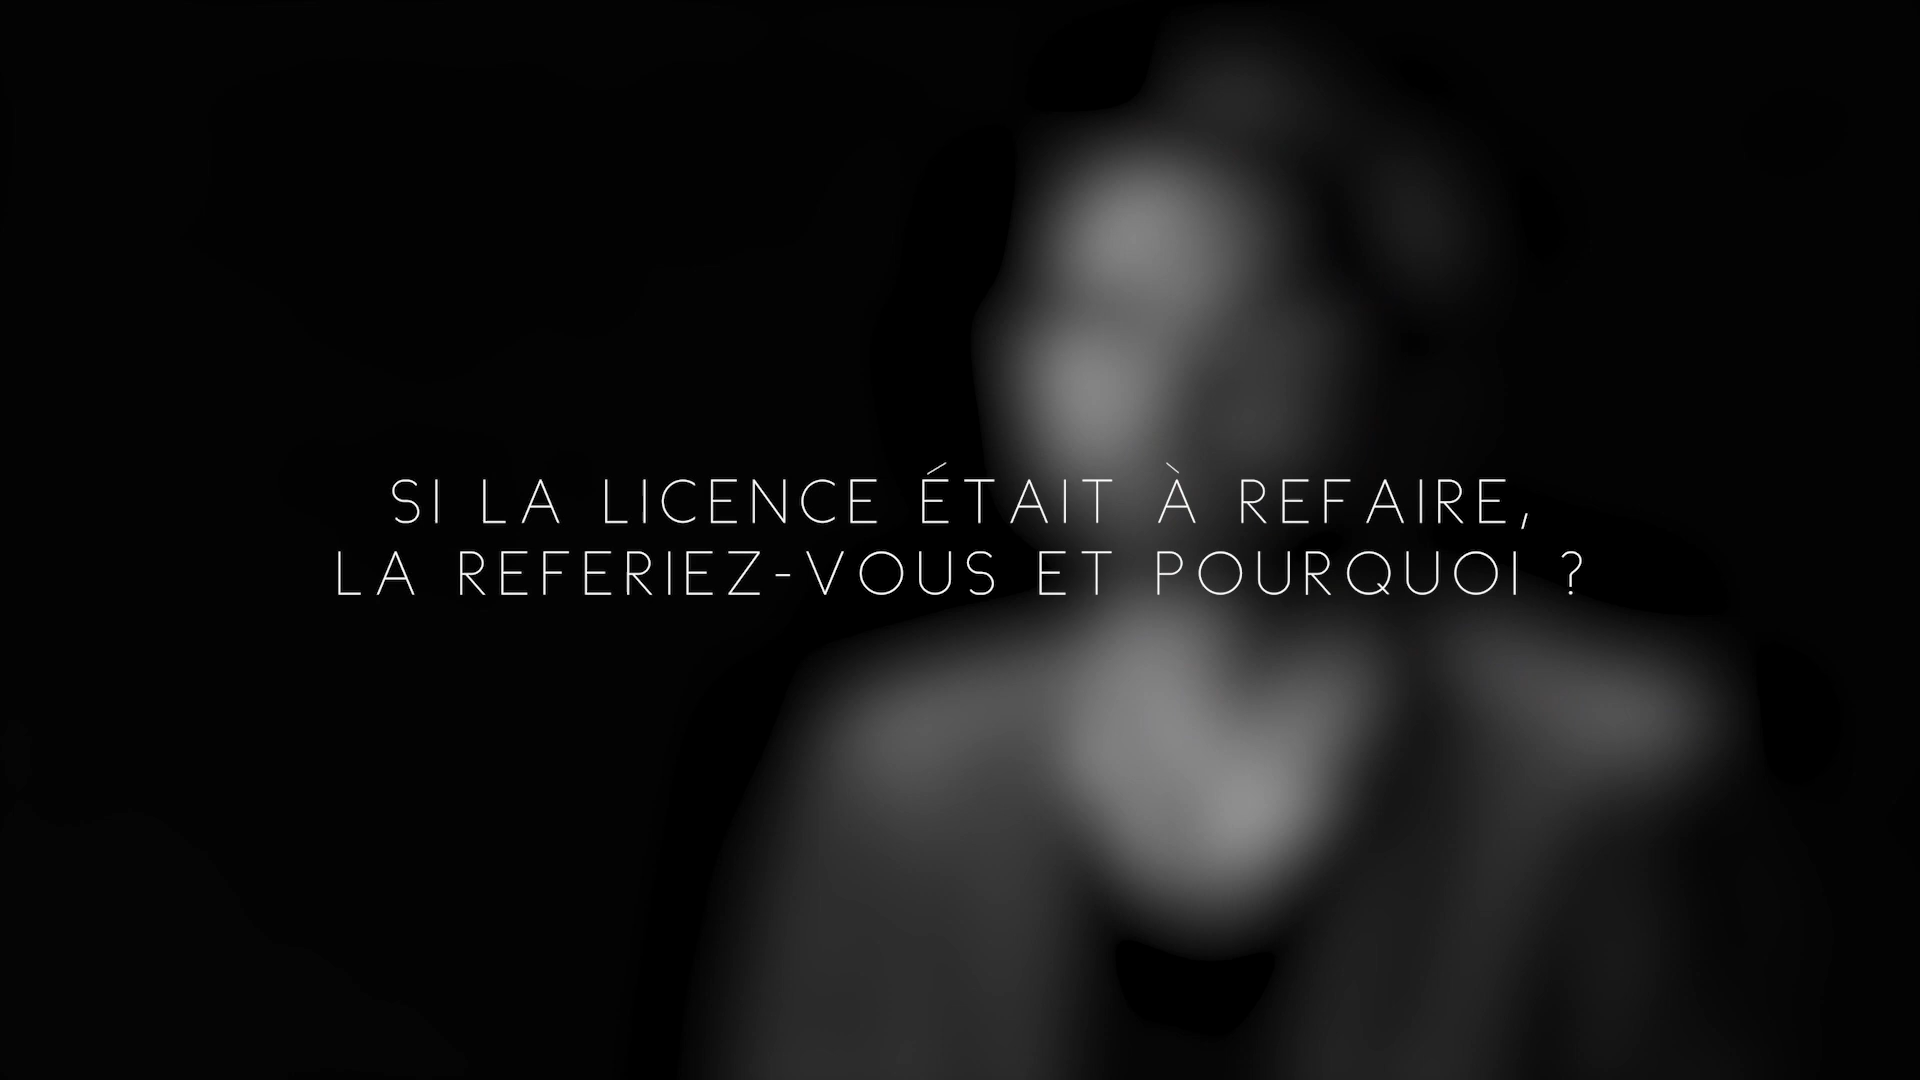 SI LA LICENCE ÉTAIT À REFAIRE,
LA REFERIEZ-VOUS ET POURQUOI ?